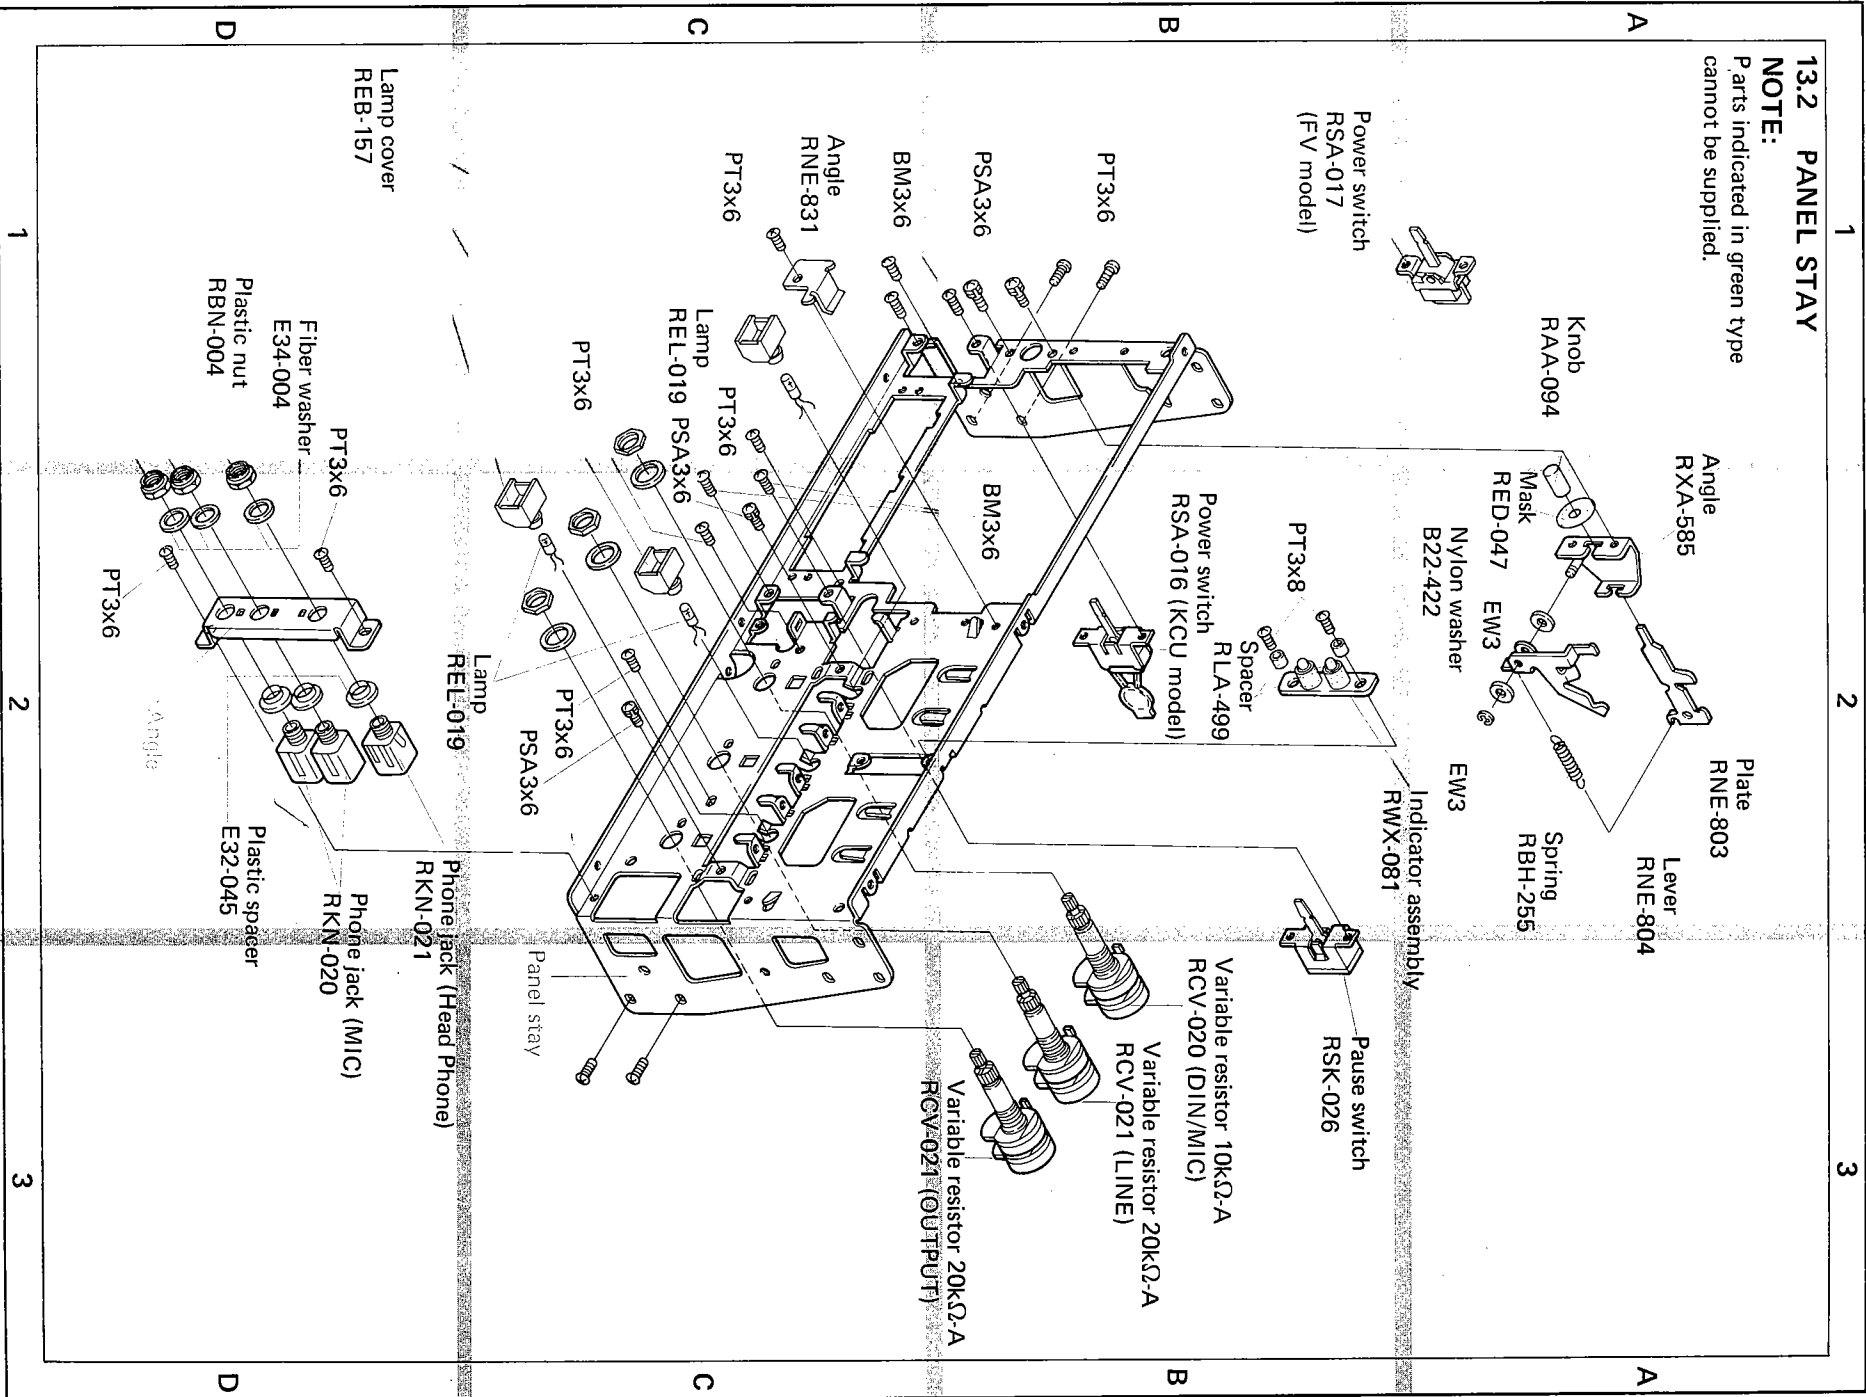 13.2 PANEL STAY
NOTE:
Parts indicated in green type
cannot be supplied.
1
2
3
A
B
C
D
Power switch
RSA-017
(FV model)
Knob
RAA-094
Angle
RXA-585
Mask
RED-047
Nylon washer
B22-422
EW3
Plate
RNE-803
Lever
RNE-804
Spring
RBH-255
EW3
Indicator assembly
RWX-081
PT3x8
Spacer
RLA-499
Power switch
RSA-016 (KCU model)
Pause switch
RSK-026
PT3x6
PSA3x6
BM3x6
BM3x6
Angle
RNE-831
PT3x6
Lamp
REL-019
PSA3x6
PT3x6
PT3x6
Variable resistor 10kΩ-A
RCV-020 (DIN/MIC)
Variable resistor 20kΩ-A
RCV-021 (LINE)
Variable resistor 20kΩ-A
RCV-021 (OUTPUT)
Panel stay
PT3x6
PSA3x6
Lamp
REL-019
Lamp cover
REB-157
Plastic nut
RBN-004
Fiber washer
E34-004
PT3x6
PT3x6
Angle
Phone jack (Head Phone)
RKN-021
Phone jack (MIC)
RKN-020
Plastic spacer
E32-045
1
2
3
A
B
C
D